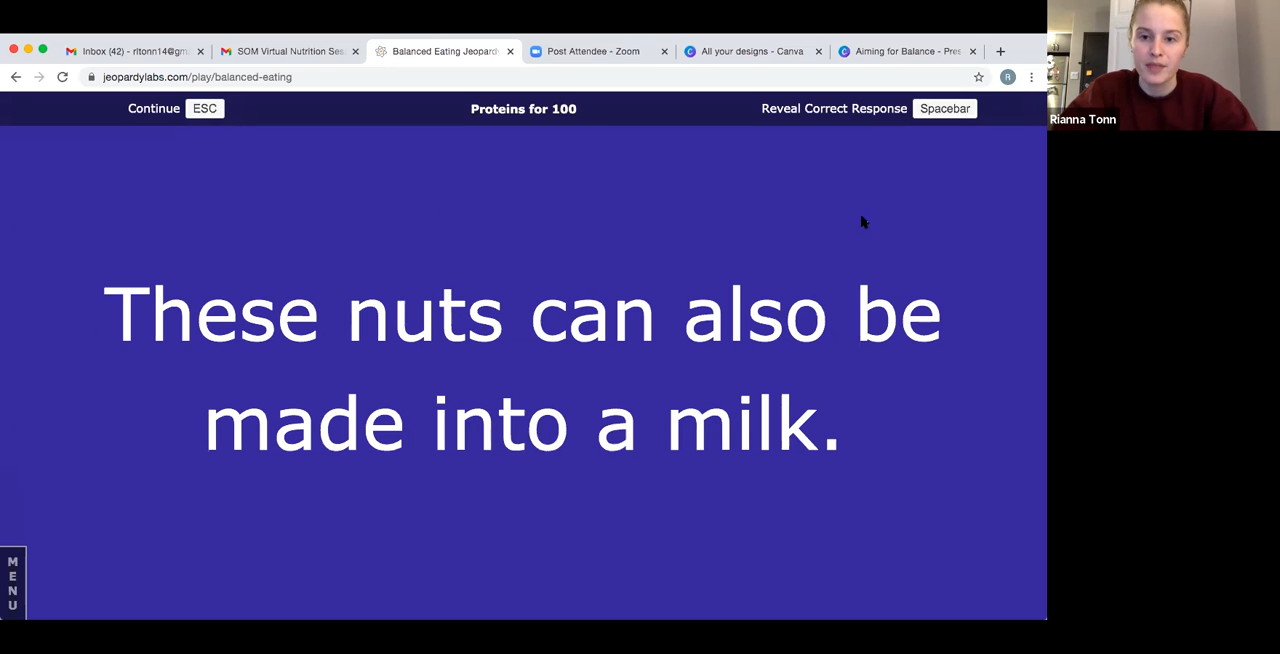 Inbox (42) - rltonn14@gm
SOM Virtual Nutrition Ses
Balanced Eating Jeopardy
Post Attendee - Zoom
All your designs - Canva
Aiming for Balance - Pres
jeopardylabs.com/play/balanced-eating
R
Continue ESC
Proteins for 100
Reveal Correct Response Spacebar
These nuts can also be
made into a milk.
MENU
Rianna Tonn